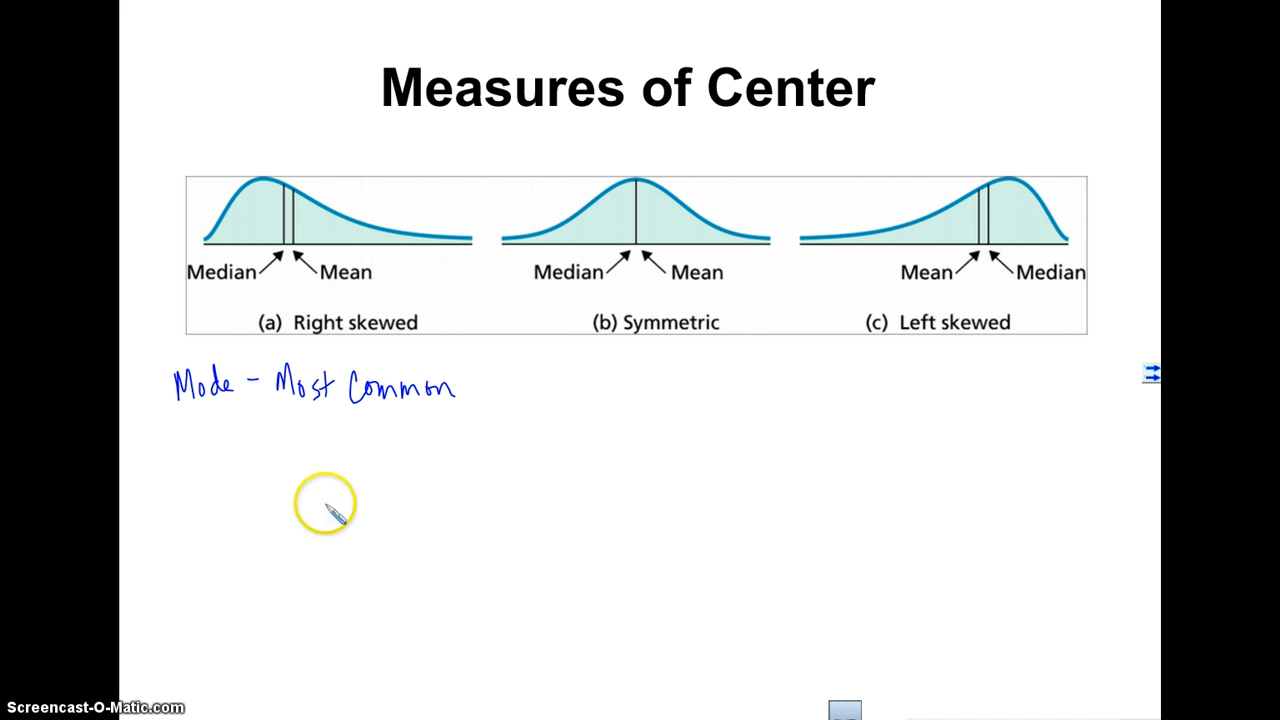 Measures of Center
Median Mean Median Mean Mean Median
(a) Right skewed (b) Symmetric (c) Left skewed
Mode - Most Common
Screencast-O-Matic.com